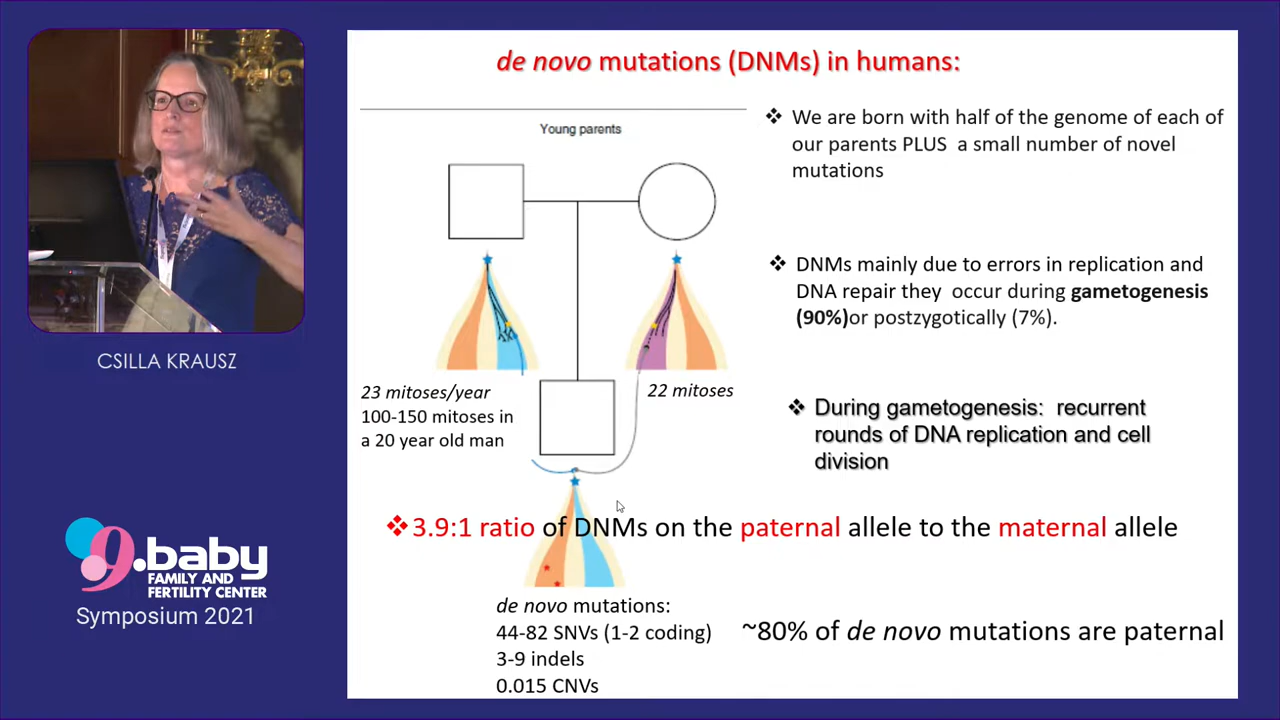 de novo mutations (DNMs) in humans:
Young parents
❖ We are born with half of the genome of each of
our parents PLUS a small number of novel
mutations
❖ DNMs mainly due to errors in replication and
DNA repair they occur during gametogenesis
(90%)or postzygotically (7%).
23 mitoses/year
100-150 mitoses in
a 20 year old man
22 mitoses
❖ During gametogenesis: recurrent
rounds of DNA replication and cell
division
❖3.9:1 ratio of DNMs on the paternal allele to the maternal allele
de novo mutations:
44-82 SNVs (1-2 coding)
3-9 indels
0.015 CNVs
~80% of de novo mutations are paternal
CSILLA KRAUSZ
9.baby
FAMILY AND
FERTILITY CENTER
Symposium 2021